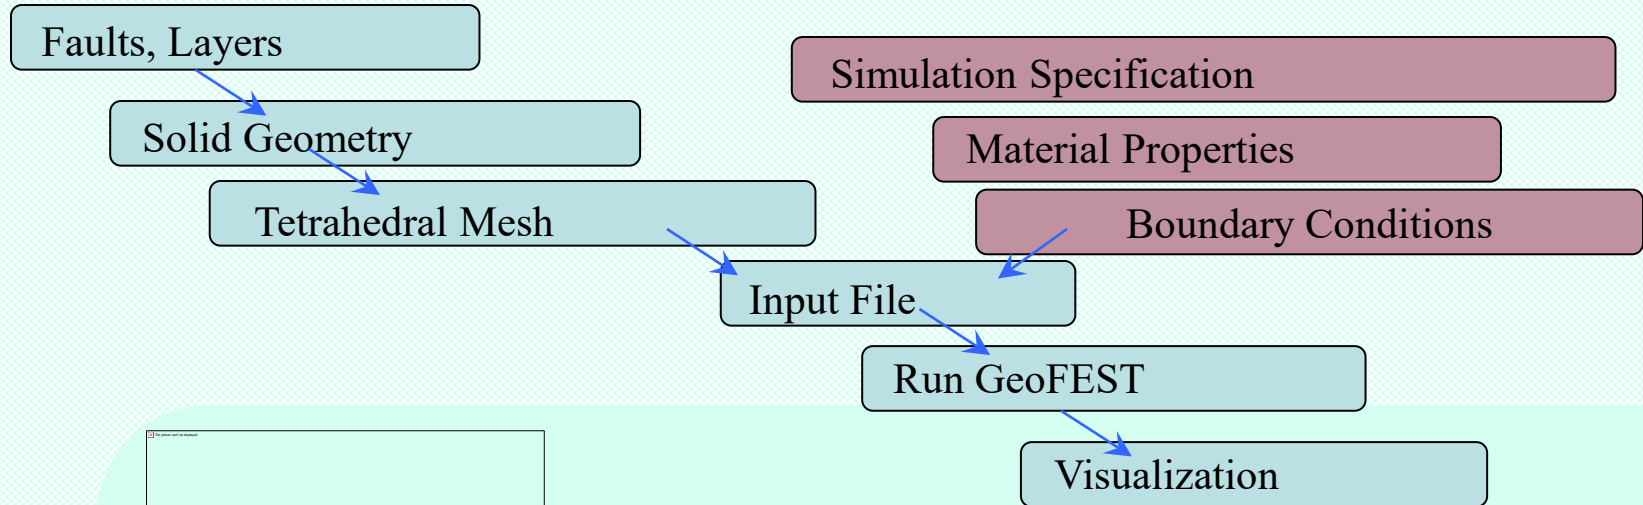 Faults, Layers
Simulation Specification
Solid Geometry
Material Properties
Tetrahedral Mesh
Boundary Conditions
Input File
Run GeoFEST
Visualization